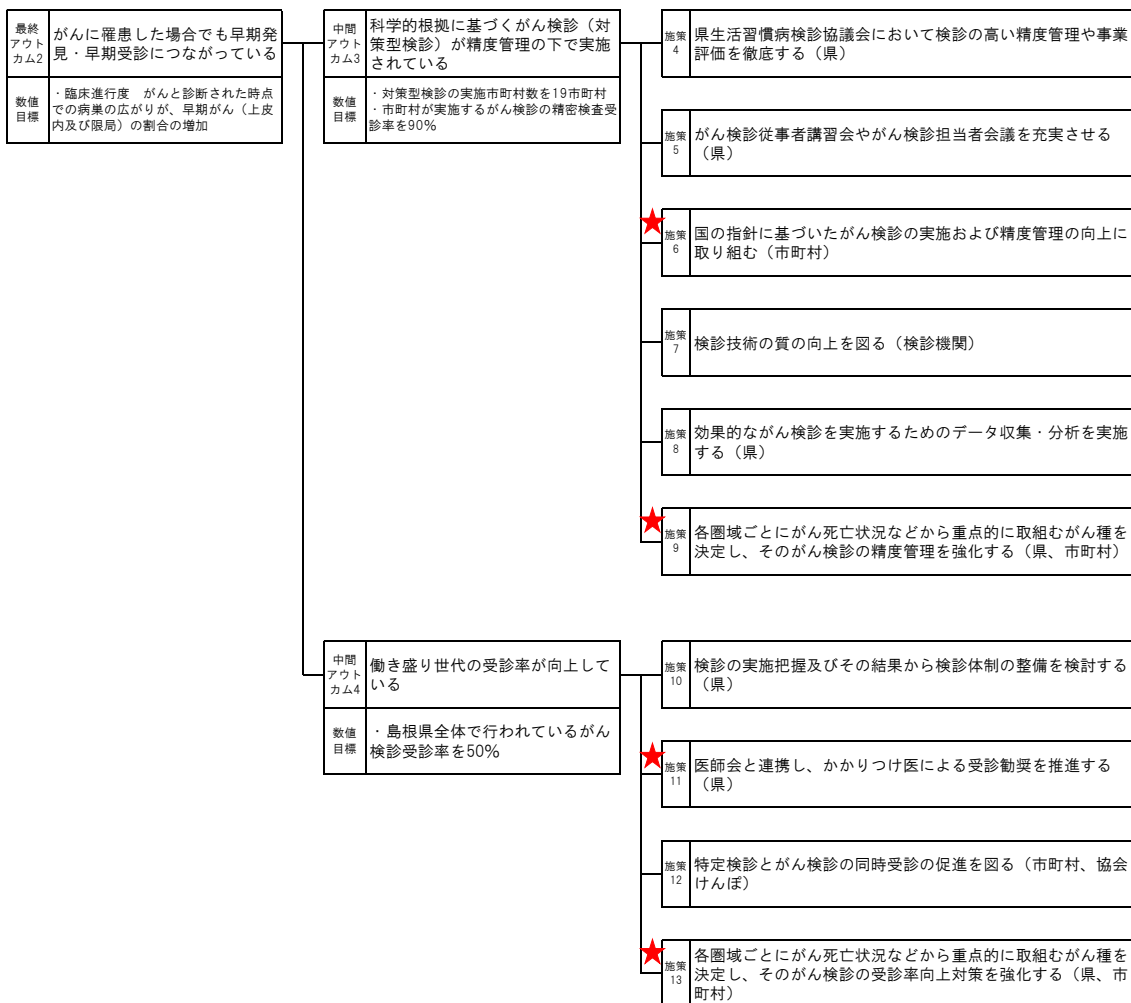 最終
アウト
カム2
がんに罹患した場合でも早期発
見・早期受診につながっている
数値
目標
・臨床進行度　がんと診断された時点
での病巣の広がりが、早期がん（上皮
内及び限局）の割合の増加
中間
アウト
カム3
科学的根拠に基づくがん検診（対
策型検診）が精度管理の下で実施
されている
数値
目標
・対策型検診の実施市町村数を19市町村
・市町村が実施するがん検診の精密検査受
診率を90％
施策
4
県生活習慣病検診協議会において検診の高い精度管理や事業
評価を徹底する（県）
施策
5
がん検診従事者講習会やがん検診担当者会議を充実させる
（県）
施策
6
国の指針に基づいたがん検診の実施および精度管理の向上に
取り組む（市町村）
施策
7
検診技術の質の向上を図る（検診機関）
施策
8
効果的ながん検診を実施するためのデータ収集・分析を実施
する（県）
施策
9
各圏域ごとにがん死亡状況などから重点的に取組むがん種を
決定し、そのがん検診の精度管理を強化する（県、市町村）
中間
アウト
カム4
働き盛り世代の受診率が向上して
いる
数値
目標
・島根県全体で行われているがん
検診受診率を50％
施策
10
検診の実施把握及びその結果から検診体制の整備を検討する
（県）
施策
11
医師会と連携し、かかりつけ医による受診勧奨を推進する
（県）
施策
12
特定検診とがん検診の同時受診の促進を図る（市町村、協会
けんぽ）
施策
13
各圏域ごとにがん死亡状況などから重点的に取組むがん種を
決定し、そのがん検診の受診率向上対策を強化する（県、市
町村）